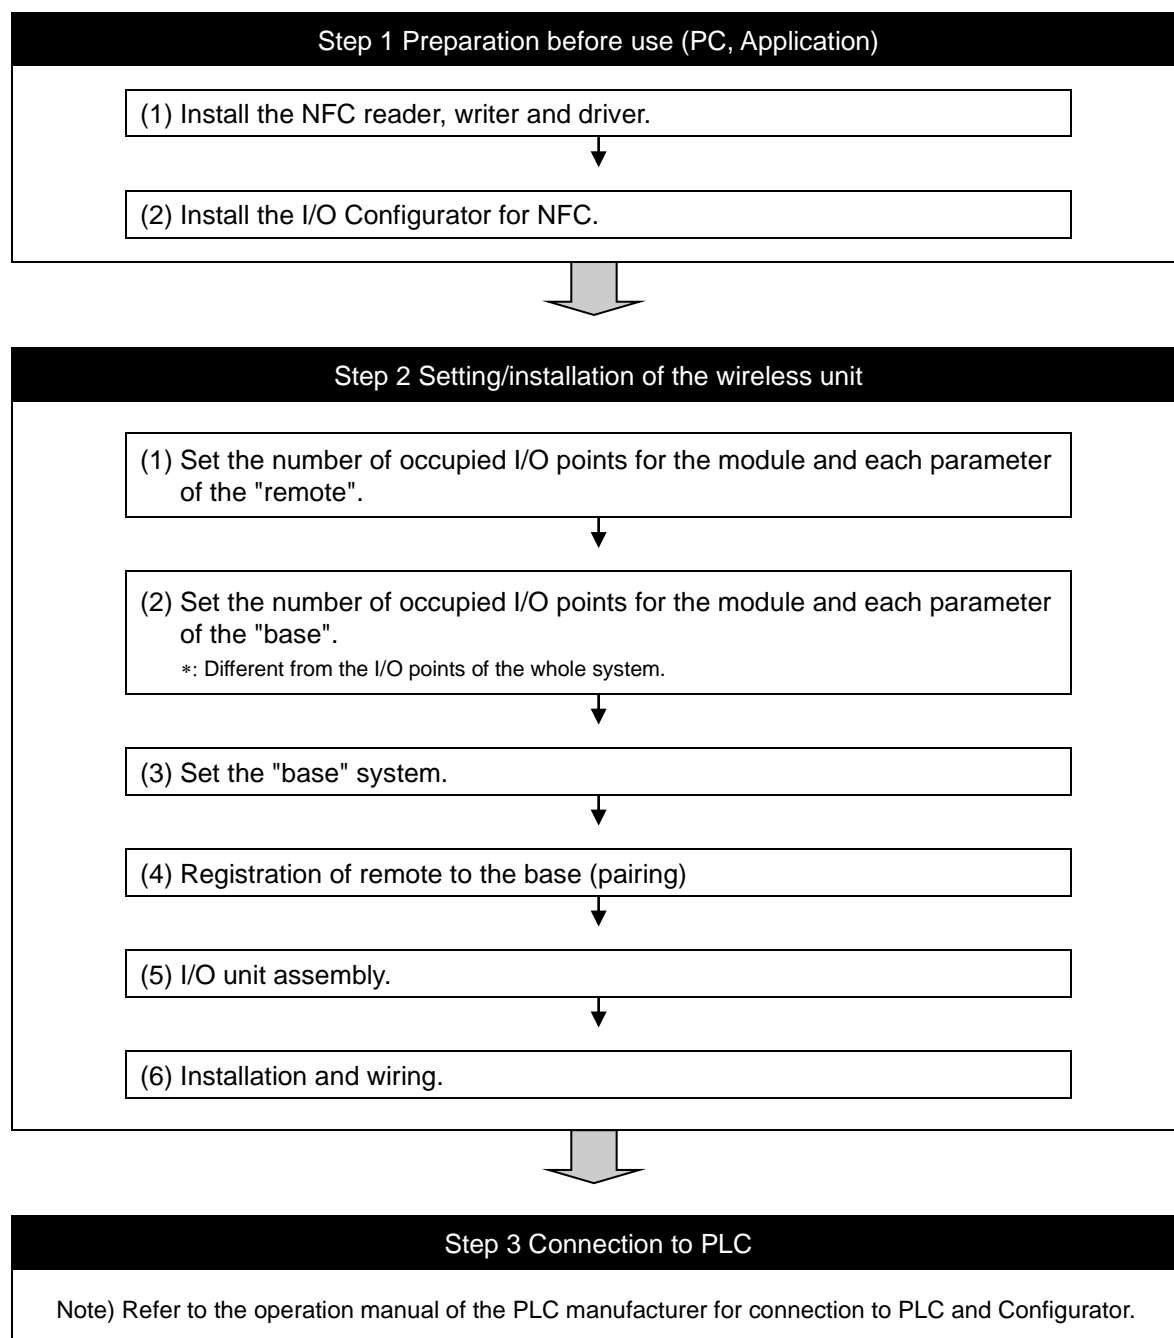 Step 1 Preparation before use (PC, Application)
(1) Install the NFC reader, writer and driver.
(2) Install the I/O Configurator for NFC.
Step 2 Setting/installation of the wireless unit
(1) Set the number of occupied I/O points for the module and each parameter
of the "remote".
(2) Set the number of occupied I/O points for the module and each parameter
of the "base".
*: Different from the I/O points of the whole system.
(3) Set the "base" system.
(4) Registration of remote to the base (pairing)
(5) I/O unit assembly.
(6) Installation and wiring.
Step 3 Connection to PLC
Note) Refer to the operation manual of the PLC manufacturer for connection to PLC and Configurator.